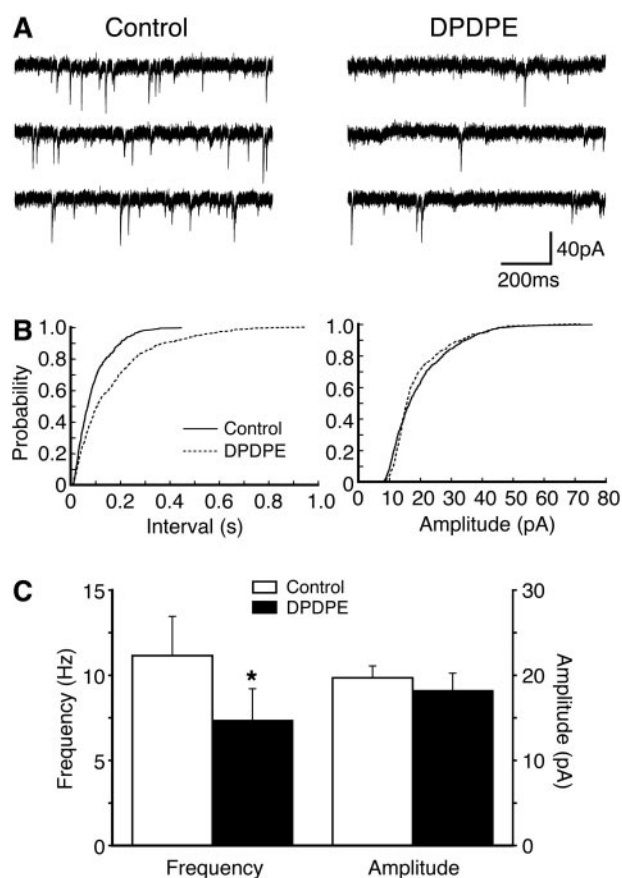 A
Control
DPDPE
40pA
200ms
B
1.0
0.8
0.6
0.4
0.2
0
Probability
Control
DPDPE
0
0.2
0.4
0.6
0.8
1.0
Interval (s)
1.0
0.8
0.6
0.4
0.2
0
0
10
20
30
40
50
60
70
80
Amplitude (pA)
C
Control
DPDPE
15
10
5
0
Frequency (Hz)
*
30
20
10
0
Amplitude (pA)
Frequency
Amplitude